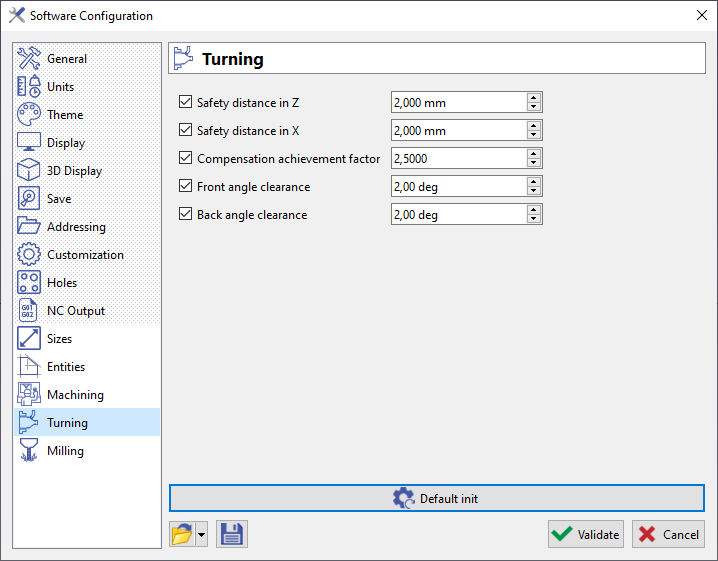 Software Configuration
General
Units
Theme
Display
3D Display
Save
Addressing
Customization
Holes
G01
G02
NC Output
Sizes
Entities
Machining
Turning
Milling
Turning
Safety distance in Z 2,000 mm
Safety distance in X 2,000 mm
Compensation achievement factor 2,5000
Front angle clearance 2,00 deg
Back angle clearance 2,00 deg
Default init
Validate
Cancel